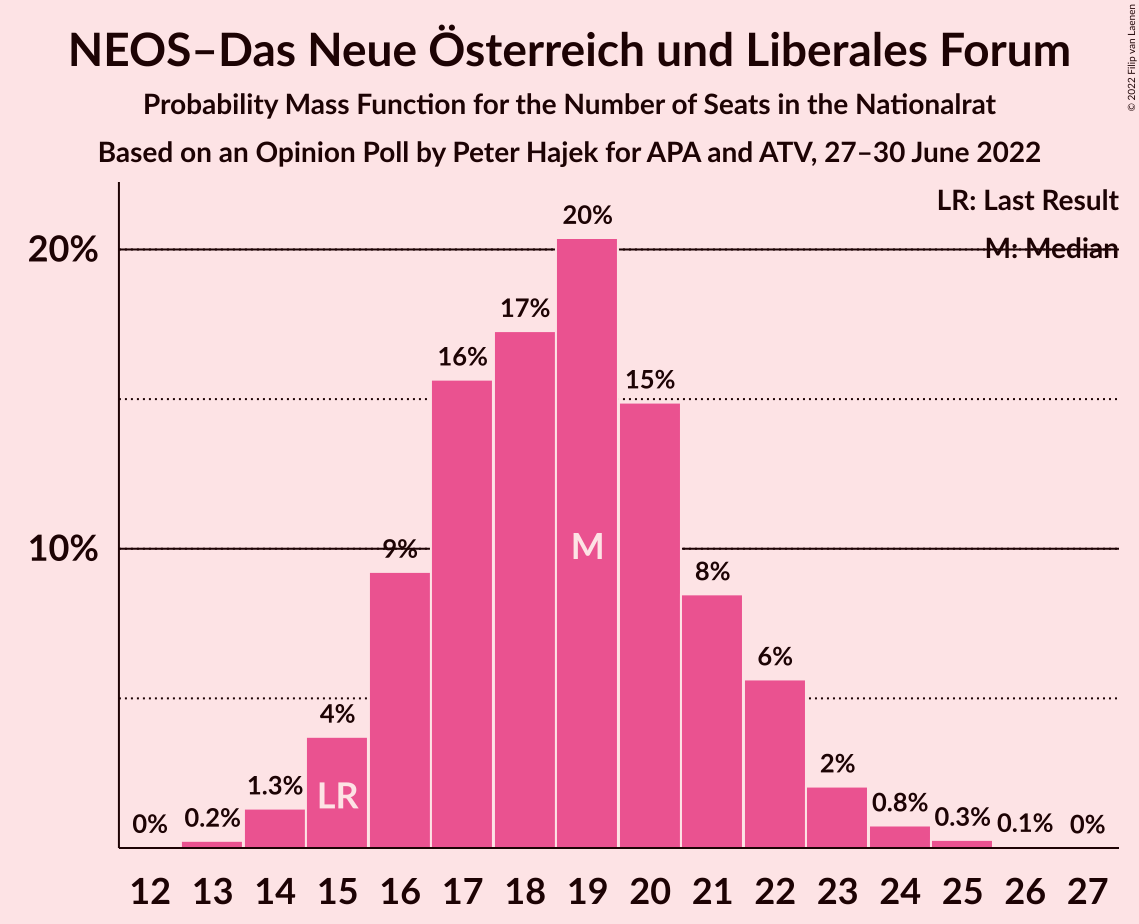 NEOS–Das Neue Österreich und Liberales Forum
Probability Mass Function for the Number of Seats in the Nationalrat
Based on an Opinion Poll by Peter Hajek for APA and ATV, 27–30 June 2022
© 2022 Filip van Laenen
LR: Last Result
M: Median
20%
10%
0%
0.2%
1.3%
4%
9%
16%
17%
20%
15%
8%
6%
2%
0.8%
0.3%
0.1%
0%
LR
M
12 13 14 15 16 17 18 19 20 21 22 23 24 25 26 27